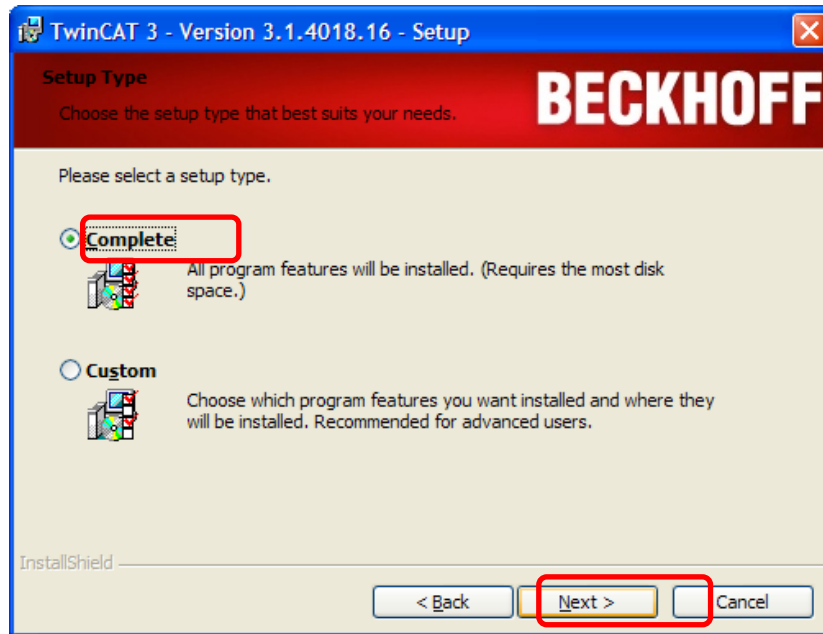 TwinCAT 3 - Version 3.1.4018.16 - Setup
Setup Type
BECKHOFF
Choose the setup type that best suits your needs.
Please select a setup type.
Complete
All program features will be installed. (Requires the most disk
space.)
Custom
Choose which program features you want installed and where they
will be installed. Recommended for advanced users.
InstallShield
< Back
Next >
Cancel